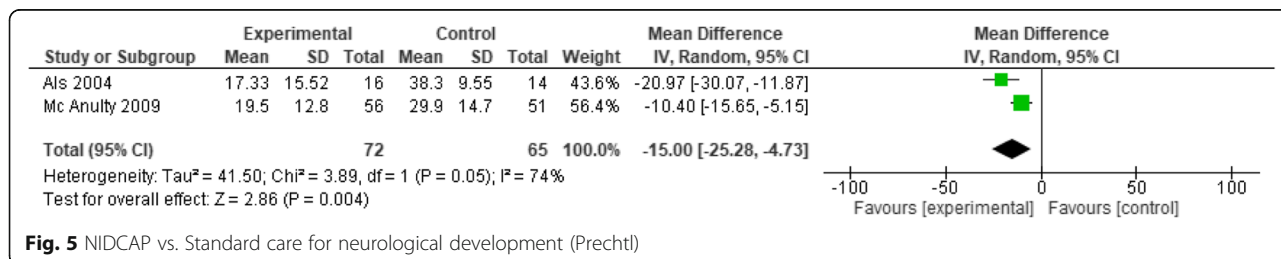 Experimental Control Mean Difference Mean Difference
Study or Subgroup Mean SD Total Mean SD Total Weight IV, Random, 95% CI IV, Random, 95% CI
Als 2004 17.33 15.52 16 38.3 9.55 14 43.6% -20.97 [-30.07, -11.87]
Mc Anulty 2009 19.5 12.8 56 29.9 14.7 51 56.4% -10.40 [-15.65, -5.15]
Total (95% CI) 72 65 100.0% -15.00 [-25.28, -4.73]
Heterogeneity: Tau² = 41.50; Chi² = 3.89, df = 1 (P = 0.05); I² = 74%
Test for overall effect: Z = 2.86 (P = 0.004)
-100 -50 0 50 100
Favours [experimental] Favours [control]
Fig. 5 NIDCAP vs. Standard care for neurological development (Prechtl)